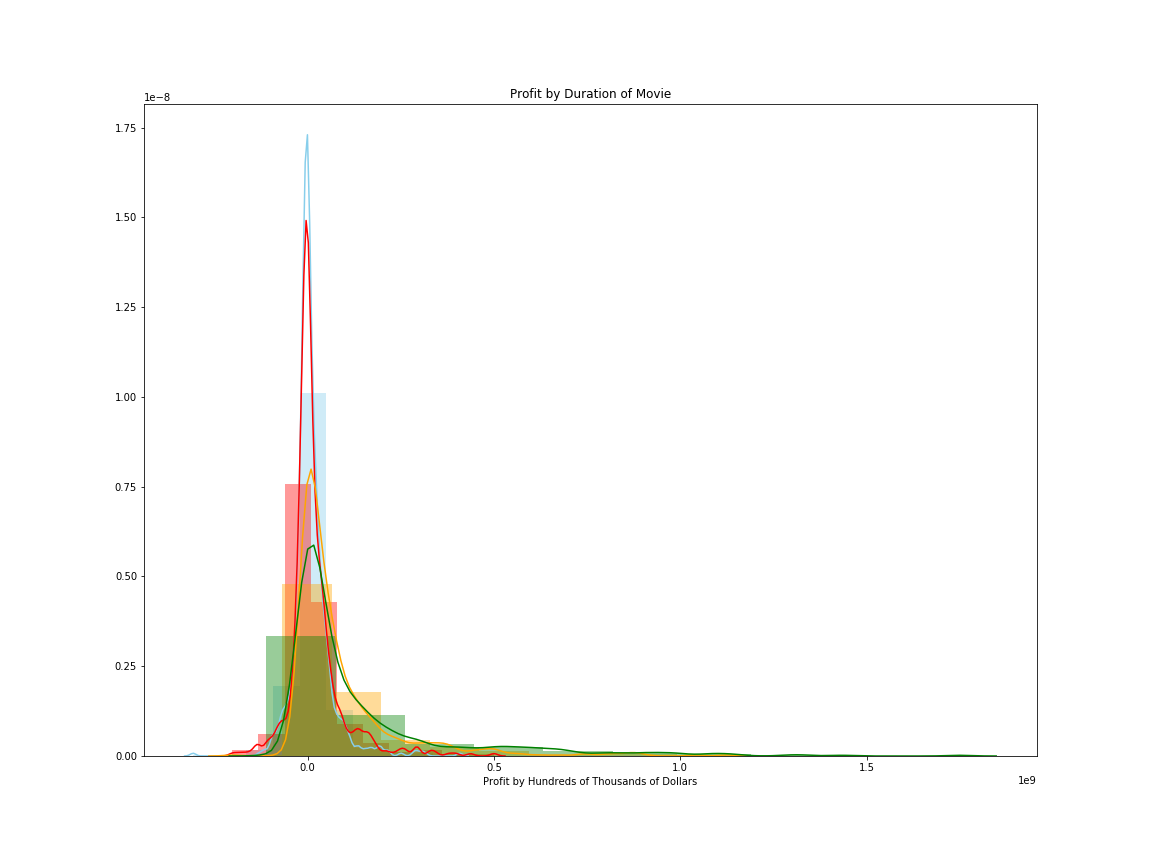 Profit by Duration of Movie
1e−8
1.75
1.50
1.25
1.00
0.75
0.50
0.25
0.00
0.0 0.5 1.0 1.5
Profit by Hundreds of Thousands of Dollars
1e9